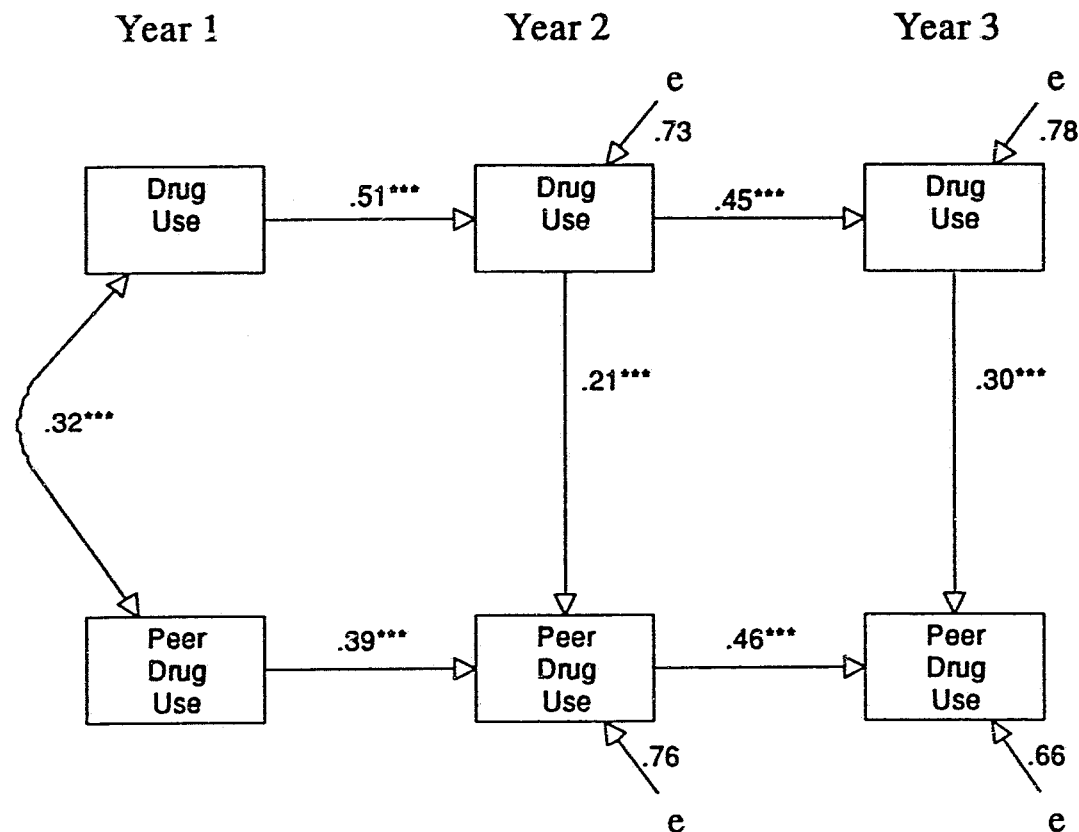 Year 1
Year 2
Year 3
e
e
.73
.78
Drug
Use
.51***
Drug
Use
.45***
Drug
Use
.32***
.21***
.30***
Peer
Drug
Use
.39***
Peer
Drug
Use
.46***
Peer
Drug
Use
.76
.66
e
e